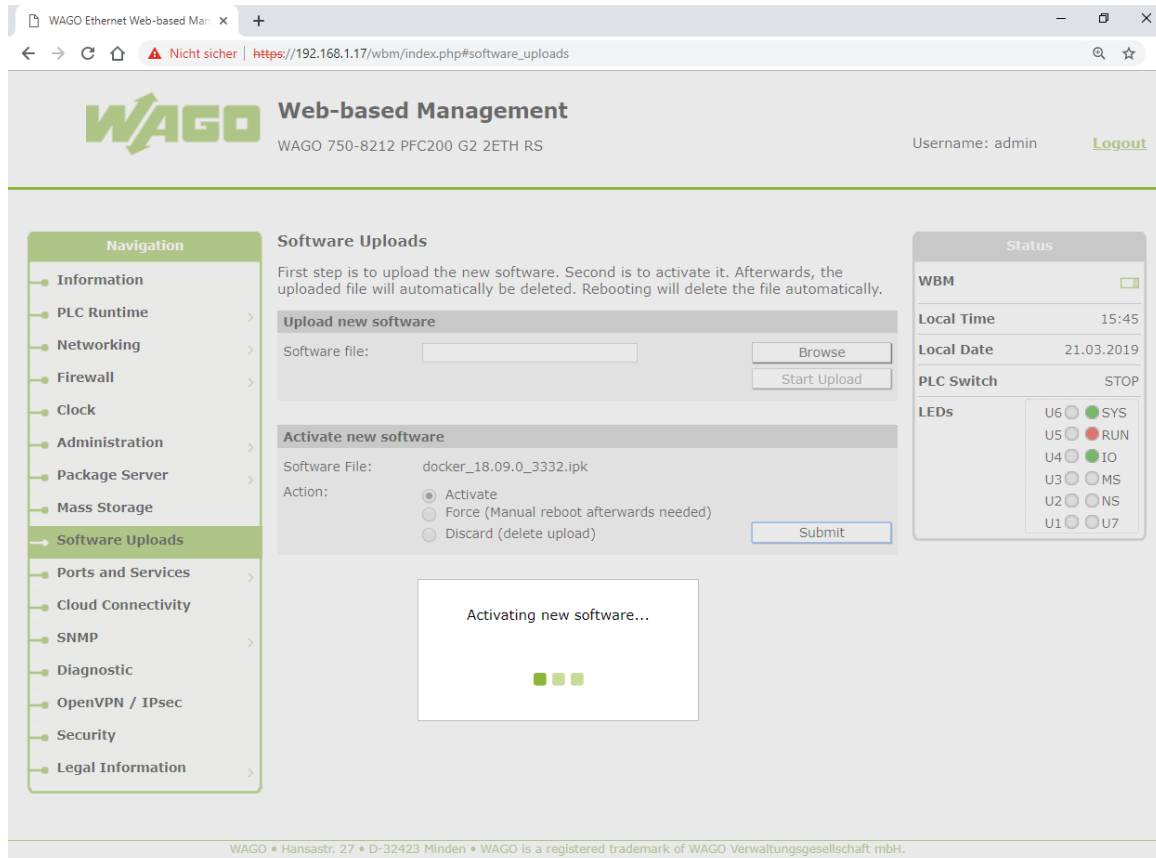 WAGO Ethernet Web-based Man
Nicht sicher | https://192.168.1.17/wbm/index.php#software_uploads
WAGO
Web-based Management
WAGO 750-8212 PFC200 G2 2ETH RS
Username: admin
Logout
Navigation
Information
PLC Runtime
Networking
Firewall
Clock
Administration
Package Server
Mass Storage
Software Uploads
Ports and Services
Cloud Connectivity
SNMP
Diagnostic
OpenVPN / IPsec
Security
Legal Information
Software Uploads
First step is to upload the new software. Second is to activate it. Afterwards, the
uploaded file will automatically be deleted. Rebooting will delete the file automatically.
Upload new software
Software file:
Browse
Start Upload
Activate new software
Software File: docker_18.09.0_3332.ipk
Action:
Activate
Force (Manual reboot afterwards needed)
Discard (delete upload)
Submit
Activating new software...
Status
WBM
Local Time 15:45
Local Date 21.03.2019
PLC Switch STOP
LEDs
U6 SYS
U5 RUN
U4 IO
U3 MS
U2 NS
U1 U7
WAGO • Hansastr. 27 • D-32423 Minden • WAGO is a registered trademark of WAGO Verwaltungsgesellschaft mbH.